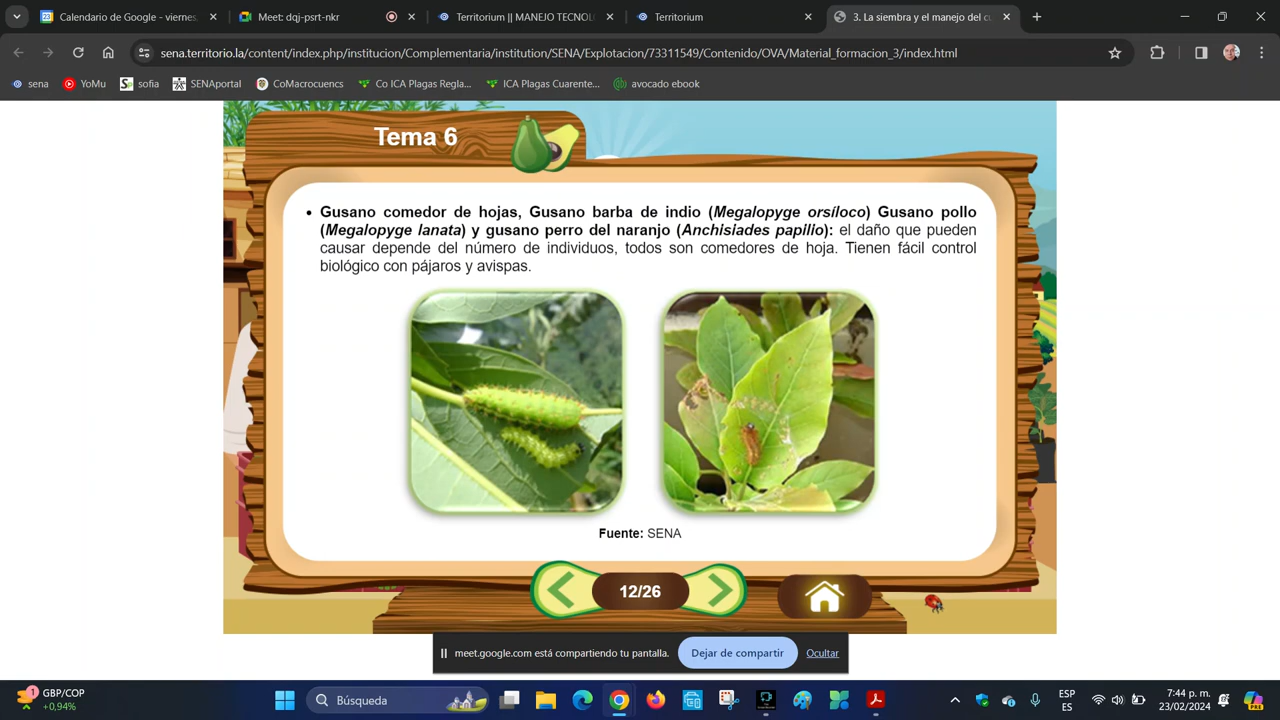 Calendario de Google - viernes,
Meet: dqj-psrt-nkr
Territorium || MANEJO TECNOL
Territorium
3. La siembra y el manejo del cu
sena.territorio.la/content/index.php/institucion/Complementaria/institution/SENA/Explotacion/73311549/Contenido/OVA/Material_formacion_3/index.html
sena
YoMu
sofia
SENAportal
CoMacrocuencs
Co ICA Plagas Regla...
ICA Plagas Cuarente...
avocado ebook
Tema 6
• Gusano comedor de hojas, Gusano barba de indio (Megalopyge orsíloco) Gusano pollo
(Megalopyge lanata) y gusano perro del naranjo (Anchisiades papilio): el daño que pueden
causar depende del número de individuos, todos son comedores de hoja. Tienen fácil control
biológico con pájaros y avispas.
Fuente: SENA
12/26
meet.google.com está compartiendo tu pantalla.
Dejar de compartir
Ocultar
1
GBP/COP
+0,94%
Búsqueda
ESP
ES
7:44 p. m.
23/02/2024